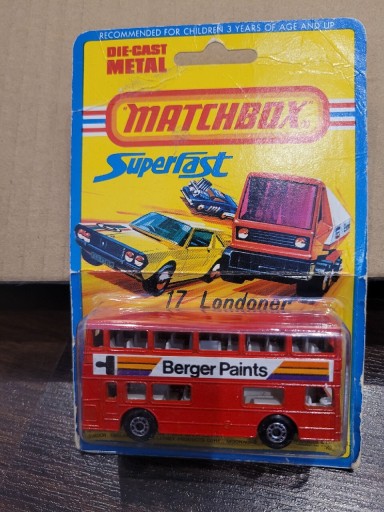 RECOMMENDED FOR CHILDREN 3 YEARS OF AGE AND UP
DIE-CAST
METAL
MATCHBOX
Superfast
17 Londoner
Berger Paints